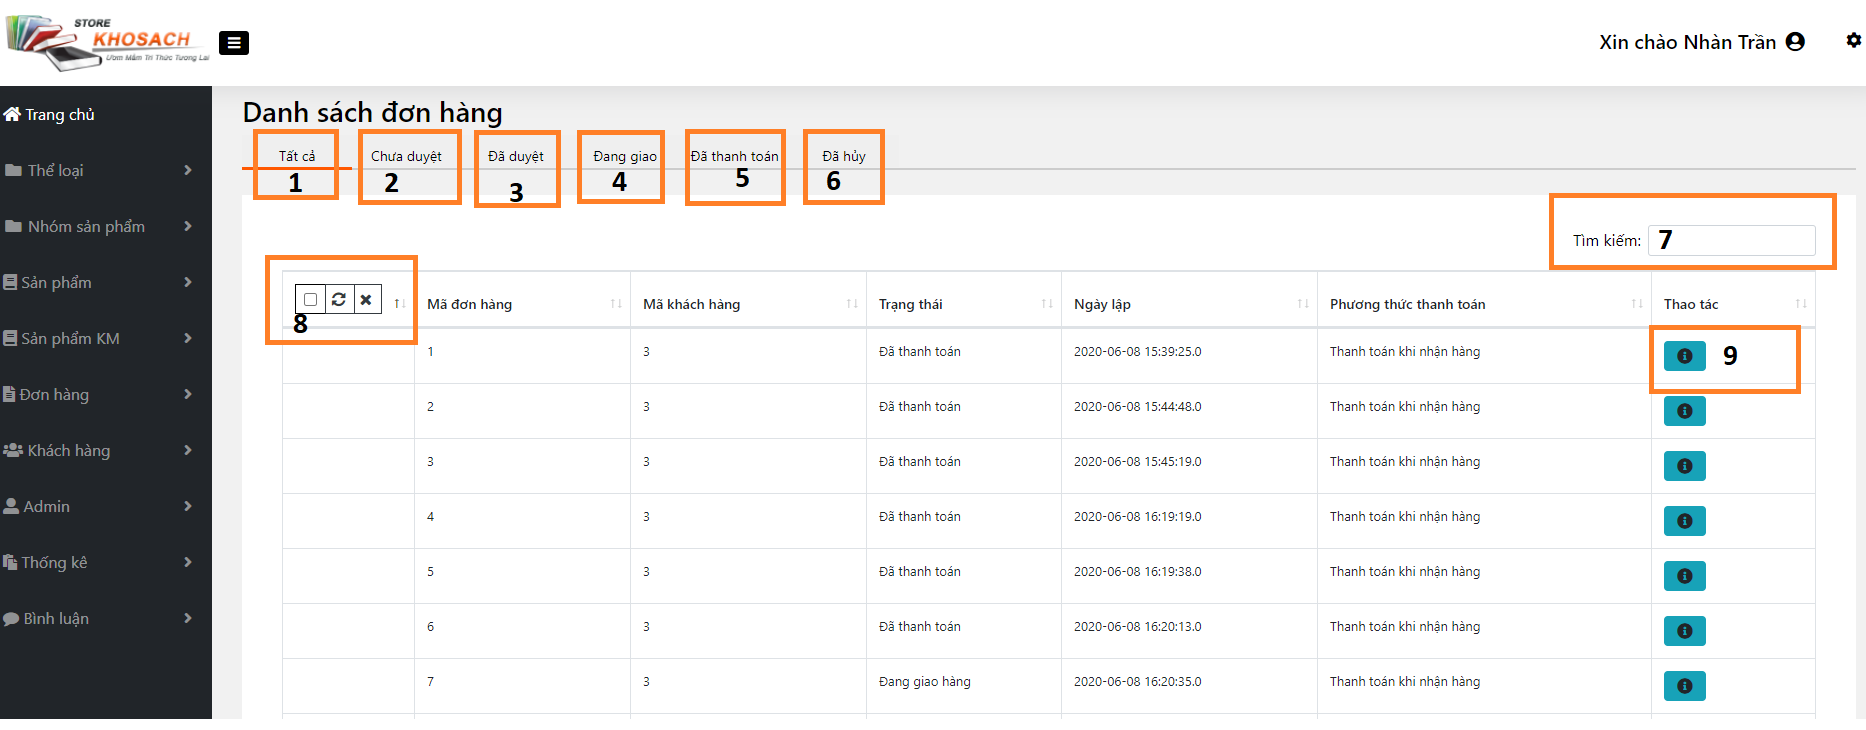 STORE
KHOSACH
Ươm Mầm Tri Thức Tương Lai
Xin chào Nhàn Trần
Trang chủ
Thể loại
Nhóm sản phẩm
Sản phẩm
Sản phẩm KM
Đơn hàng
Khách hàng
Admin
Thống kê
Bình luận
Danh sách đơn hàng
Tất cả Chưa duyệt Đã duyệt Đang giao Đã thanh toán Đã hủy
1 2 3 4 5 6
Tìm kiếm: 7
8
Mã đơn hàng Mã khách hàng Trạng thái Ngày lập Phương thức thanh toán Thao tác
1 3 Đã thanh toán 2020-06-08 15:39:25.0 Thanh toán khi nhận hàng 9
2 3 Đã thanh toán 2020-06-08 15:44:48.0 Thanh toán khi nhận hàng
3 3 Đã thanh toán 2020-06-08 15:45:19.0 Thanh toán khi nhận hàng
4 3 Đã thanh toán 2020-06-08 16:19:19.0 Thanh toán khi nhận hàng
5 3 Đã thanh toán 2020-06-08 16:19:38.0 Thanh toán khi nhận hàng
6 3 Đã thanh toán 2020-06-08 16:20:13.0 Thanh toán khi nhận hàng
7 3 Đang giao hàng 2020-06-08 16:20:35.0 Thanh toán khi nhận hàng